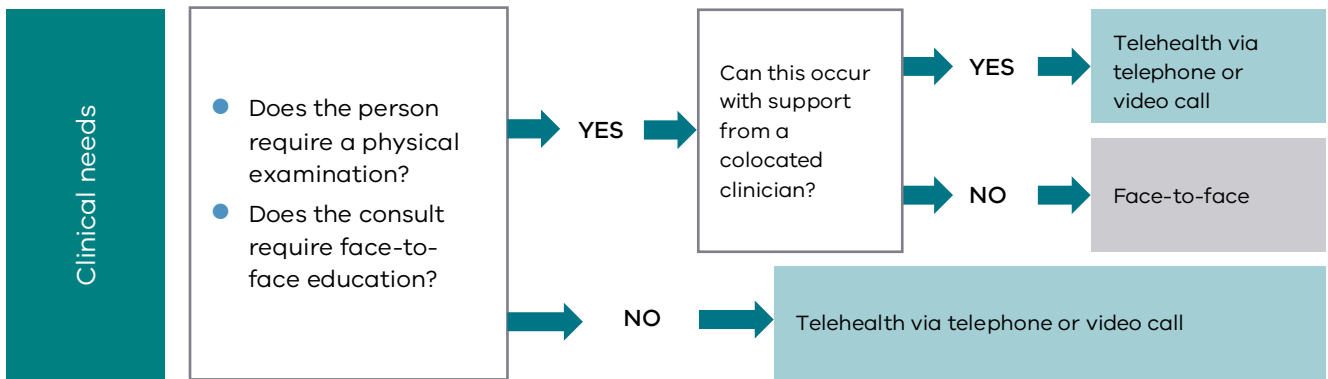 Clinical needs
Does the person
require a physical
examination?
Does the consult
require face-to-
face education?
YES
Can this occur
with support
from a
colocated
clinician?
YES
Telehealth via
telephone or
video call
NO
Face-to-face
NO
Telehealth via telephone or video call